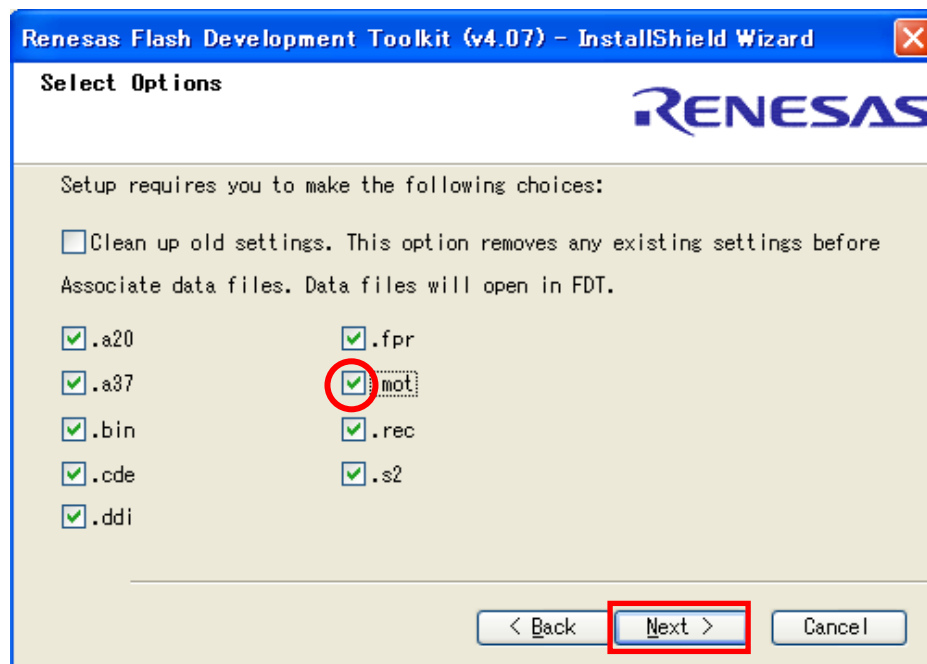 Renesas Flash Development Toolkit (v4.07) - InstallShield Wizard
Select Options
RENESAS
Setup requires you to make the following choices:
Clean up old settings. This option removes any existing settings before
Associate data files. Data files will open in FDT.
.a20 .fpr
.a37 .mot
.bin .rec
.cde .s2
.ddi
< Back Next > Cancel